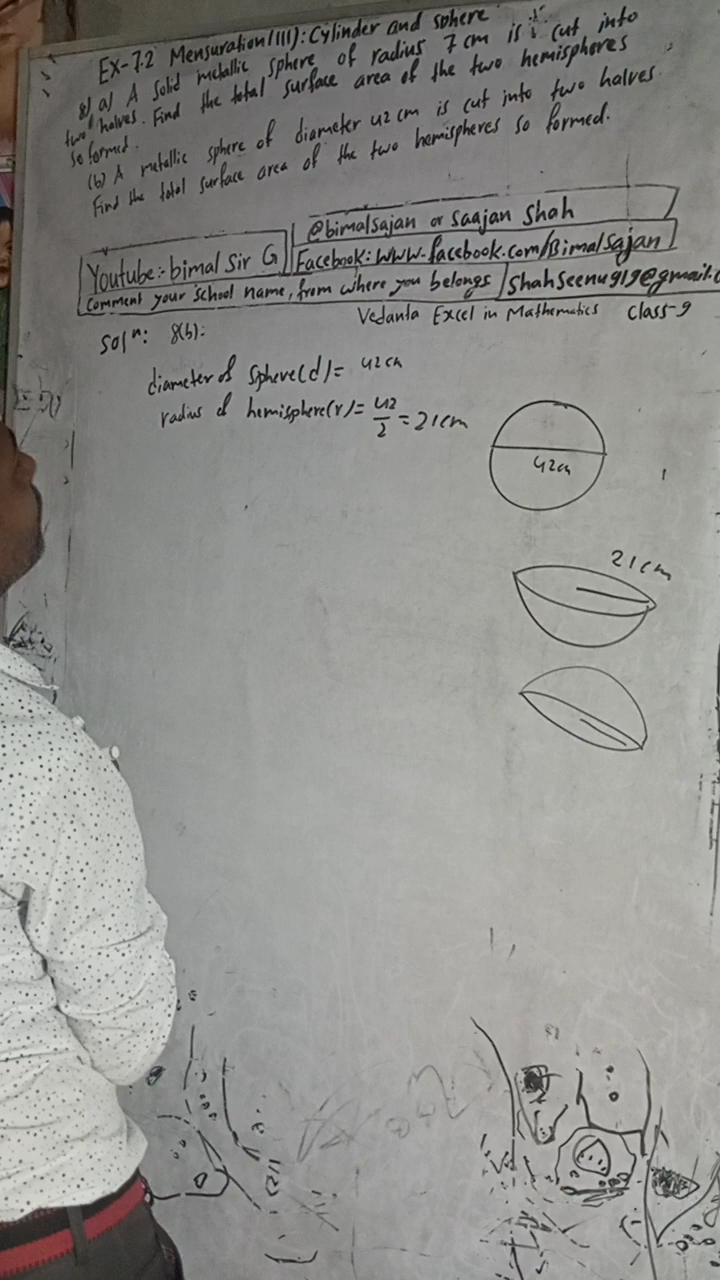 EX-7.2 Mensuration(III): Cylinder and sphere
8) a) A solid metallic sphere of radius 7 cm is cut into
two halves. Find the total surface area of the two hemispheres
so formed.
(b) A metallic sphere of diameter 42 cm is cut into two halves.
Find the total surface area of the two hemispheres so formed.
@bimalsajan or Saajan Shah
Youtube:- bimal Sir G
Facebook: www.facebook.com/Bimalsajan
Comment your school name, from where you belongs
Shahseenu919@gmail.c
Vedanta Excel in Mathematics class-9
Solⁿ: 8(b):
diameter of sphere(d) = 42 cm
radius of hemisphere(r) = 42/2 = 21 cm
42cm
21cm